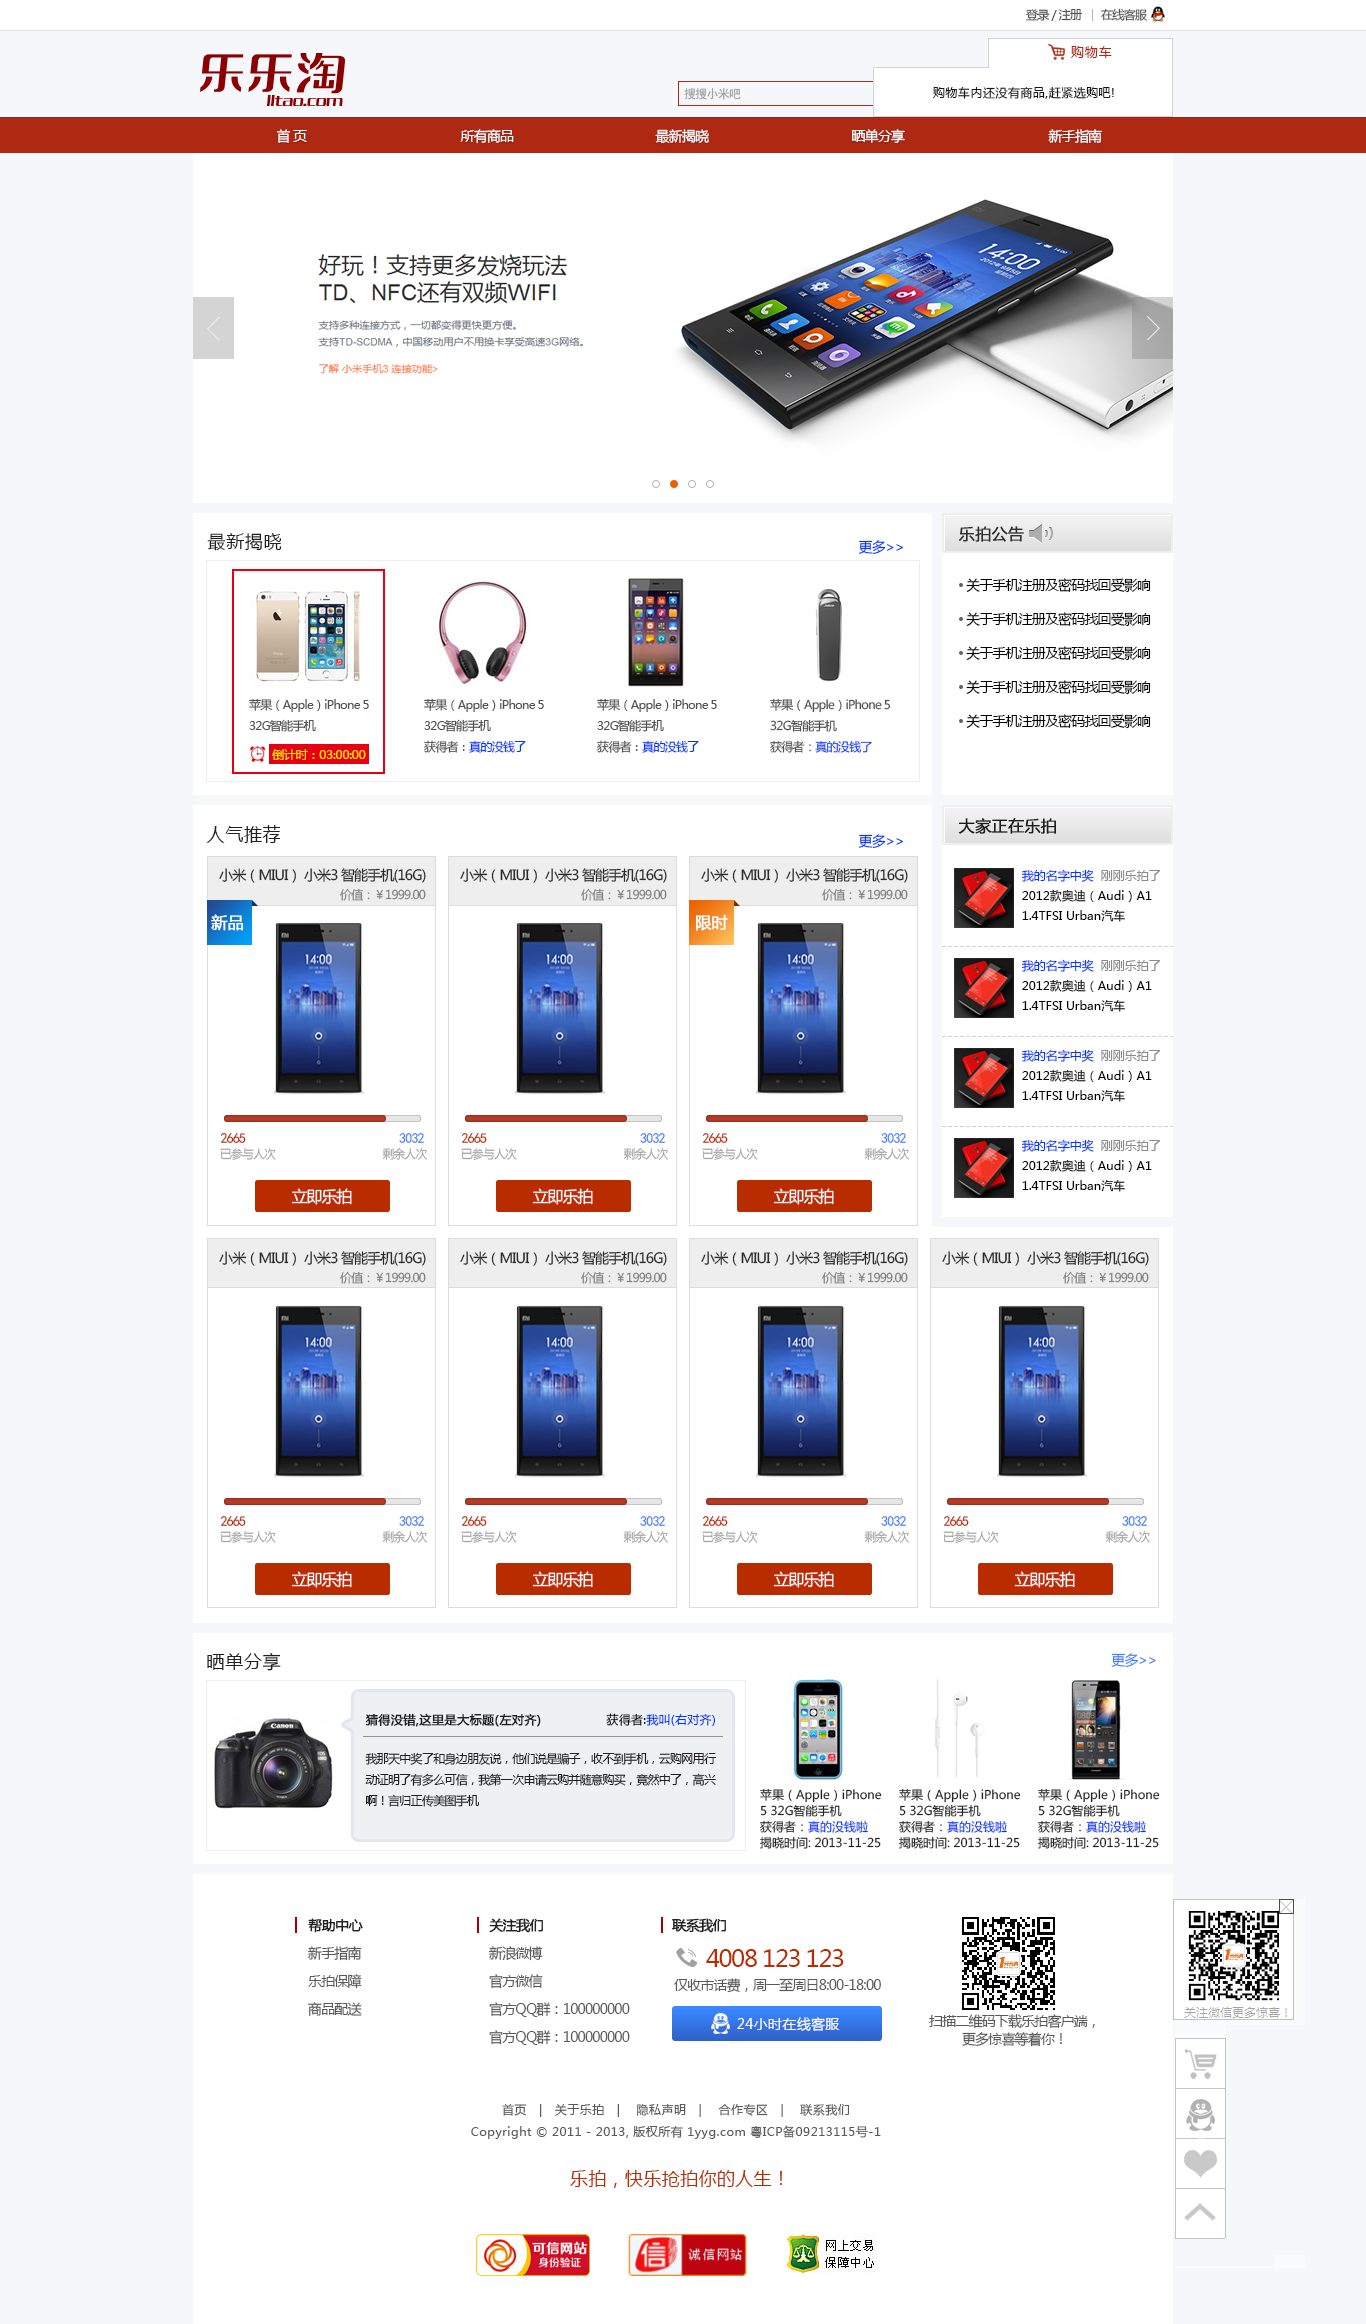 登录 / 注册 | 在线客服
乐乐淘
lltao.com
搜搜小米吧
购物车
购物车内还没有商品,赶紧选购吧!
首 页
所有商品
最新揭晓
晒单分享
新手指南
好玩！支持更多发烧玩法
TD、NFC还有双频WIFI
支持多种连接方式，一切都变得更快更方便。
支持TD-SCDMA，中国移动用户不用换卡享受高速3G网络。
了解 小米手机3 连接功能>
14:00
最新揭晓
更多>>
苹果（Apple）iPhone 5
32G智能手机
倒计时：03:00:00
苹果（Apple）iPhone 5
32G智能手机
获得者：真的没钱了
苹果（Apple）iPhone 5
32G智能手机
获得者：真的没钱了
苹果（Apple）iPhone 5
32G智能手机
获得者：真的没钱了
乐拍公告
• 关于手机注册及密码找回受影响
• 关于手机注册及密码找回受影响
• 关于手机注册及密码找回受影响
• 关于手机注册及密码找回受影响
• 关于手机注册及密码找回受影响
人气推荐
更多>>
小米（MIUI） 小米3 智能手机(16G)
价值：￥1999.00
新品
14:00
2665 3032
已参与人次 剩余人次
立即乐拍
小米（MIUI） 小米3 智能手机(16G)
价值：￥1999.00
14:00
2665 3032
已参与人次 剩余人次
立即乐拍
小米（MIUI） 小米3 智能手机(16G)
价值：￥1999.00
限时
14:00
2665 3032
已参与人次 剩余人次
立即乐拍
大家正在乐拍
我的名字中奖 刚刚乐拍了
2012款奥迪（Audi）A1
1.4TFSI Urban汽车
我的名字中奖 刚刚乐拍了
2012款奥迪（Audi）A1
1.4TFSI Urban汽车
我的名字中奖 刚刚乐拍了
2012款奥迪（Audi）A1
1.4TFSI Urban汽车
我的名字中奖 刚刚乐拍了
2012款奥迪（Audi）A1
1.4TFSI Urban汽车
小米（MIUI） 小米3 智能手机(16G)
价值：￥1999.00
14:00
2665 3032
已参与人次 剩余人次
立即乐拍
小米（MIUI） 小米3 智能手机(16G)
价值：￥1999.00
14:00
2665 3032
已参与人次 剩余人次
立即乐拍
小米（MIUI） 小米3 智能手机(16G)
价值：￥1999.00
14:00
2665 3032
已参与人次 剩余人次
立即乐拍
小米（MIUI） 小米3 智能手机(16G)
价值：￥1999.00
14:00
2665 3032
已参与人次 剩余人次
立即乐拍
晒单分享
更多>>
Canon
猜得没错,这里是大标题(左对齐) 获得者:我叫(右对齐)
我那天中奖了和身边朋友说，他们说是骗子，收不到手机，云购网用行
动证明了有多么可信，我第一次申请云购并随意购买，竟然中了，高兴
啊！言归正传美图手机
苹果（Apple）iPhone
5 32G智能手机
获得者：真的没钱啦
揭晓时间: 2013-11-25
苹果（Apple）iPhone
5 32G智能手机
获得者：真的没钱啦
揭晓时间: 2013-11-25
苹果（Apple）iPhone
5 32G智能手机
获得者：真的没钱啦
揭晓时间: 2013-11-25
帮助中心
新手指南
乐拍保障
商品配送
关注我们
新浪微博
官方微信
官方QQ群：100000000
官方QQ群：100000000
联系我们
4008 123 123
仅收市话费，周一至周日8:00-18:00
24小时在线客服
扫描二维码下载乐拍客户端，
更多惊喜等着你！
关注微信更多惊喜！
首页 | 关于乐拍 | 隐私声明 | 合作专区 | 联系我们
Copyright © 2011 - 2013, 版权所有 1yyg.com 粤ICP备09213115号-1
乐拍，快乐抢拍你的人生！
可信网站
身份验证
信 诚信网站
网上交易
保障中心